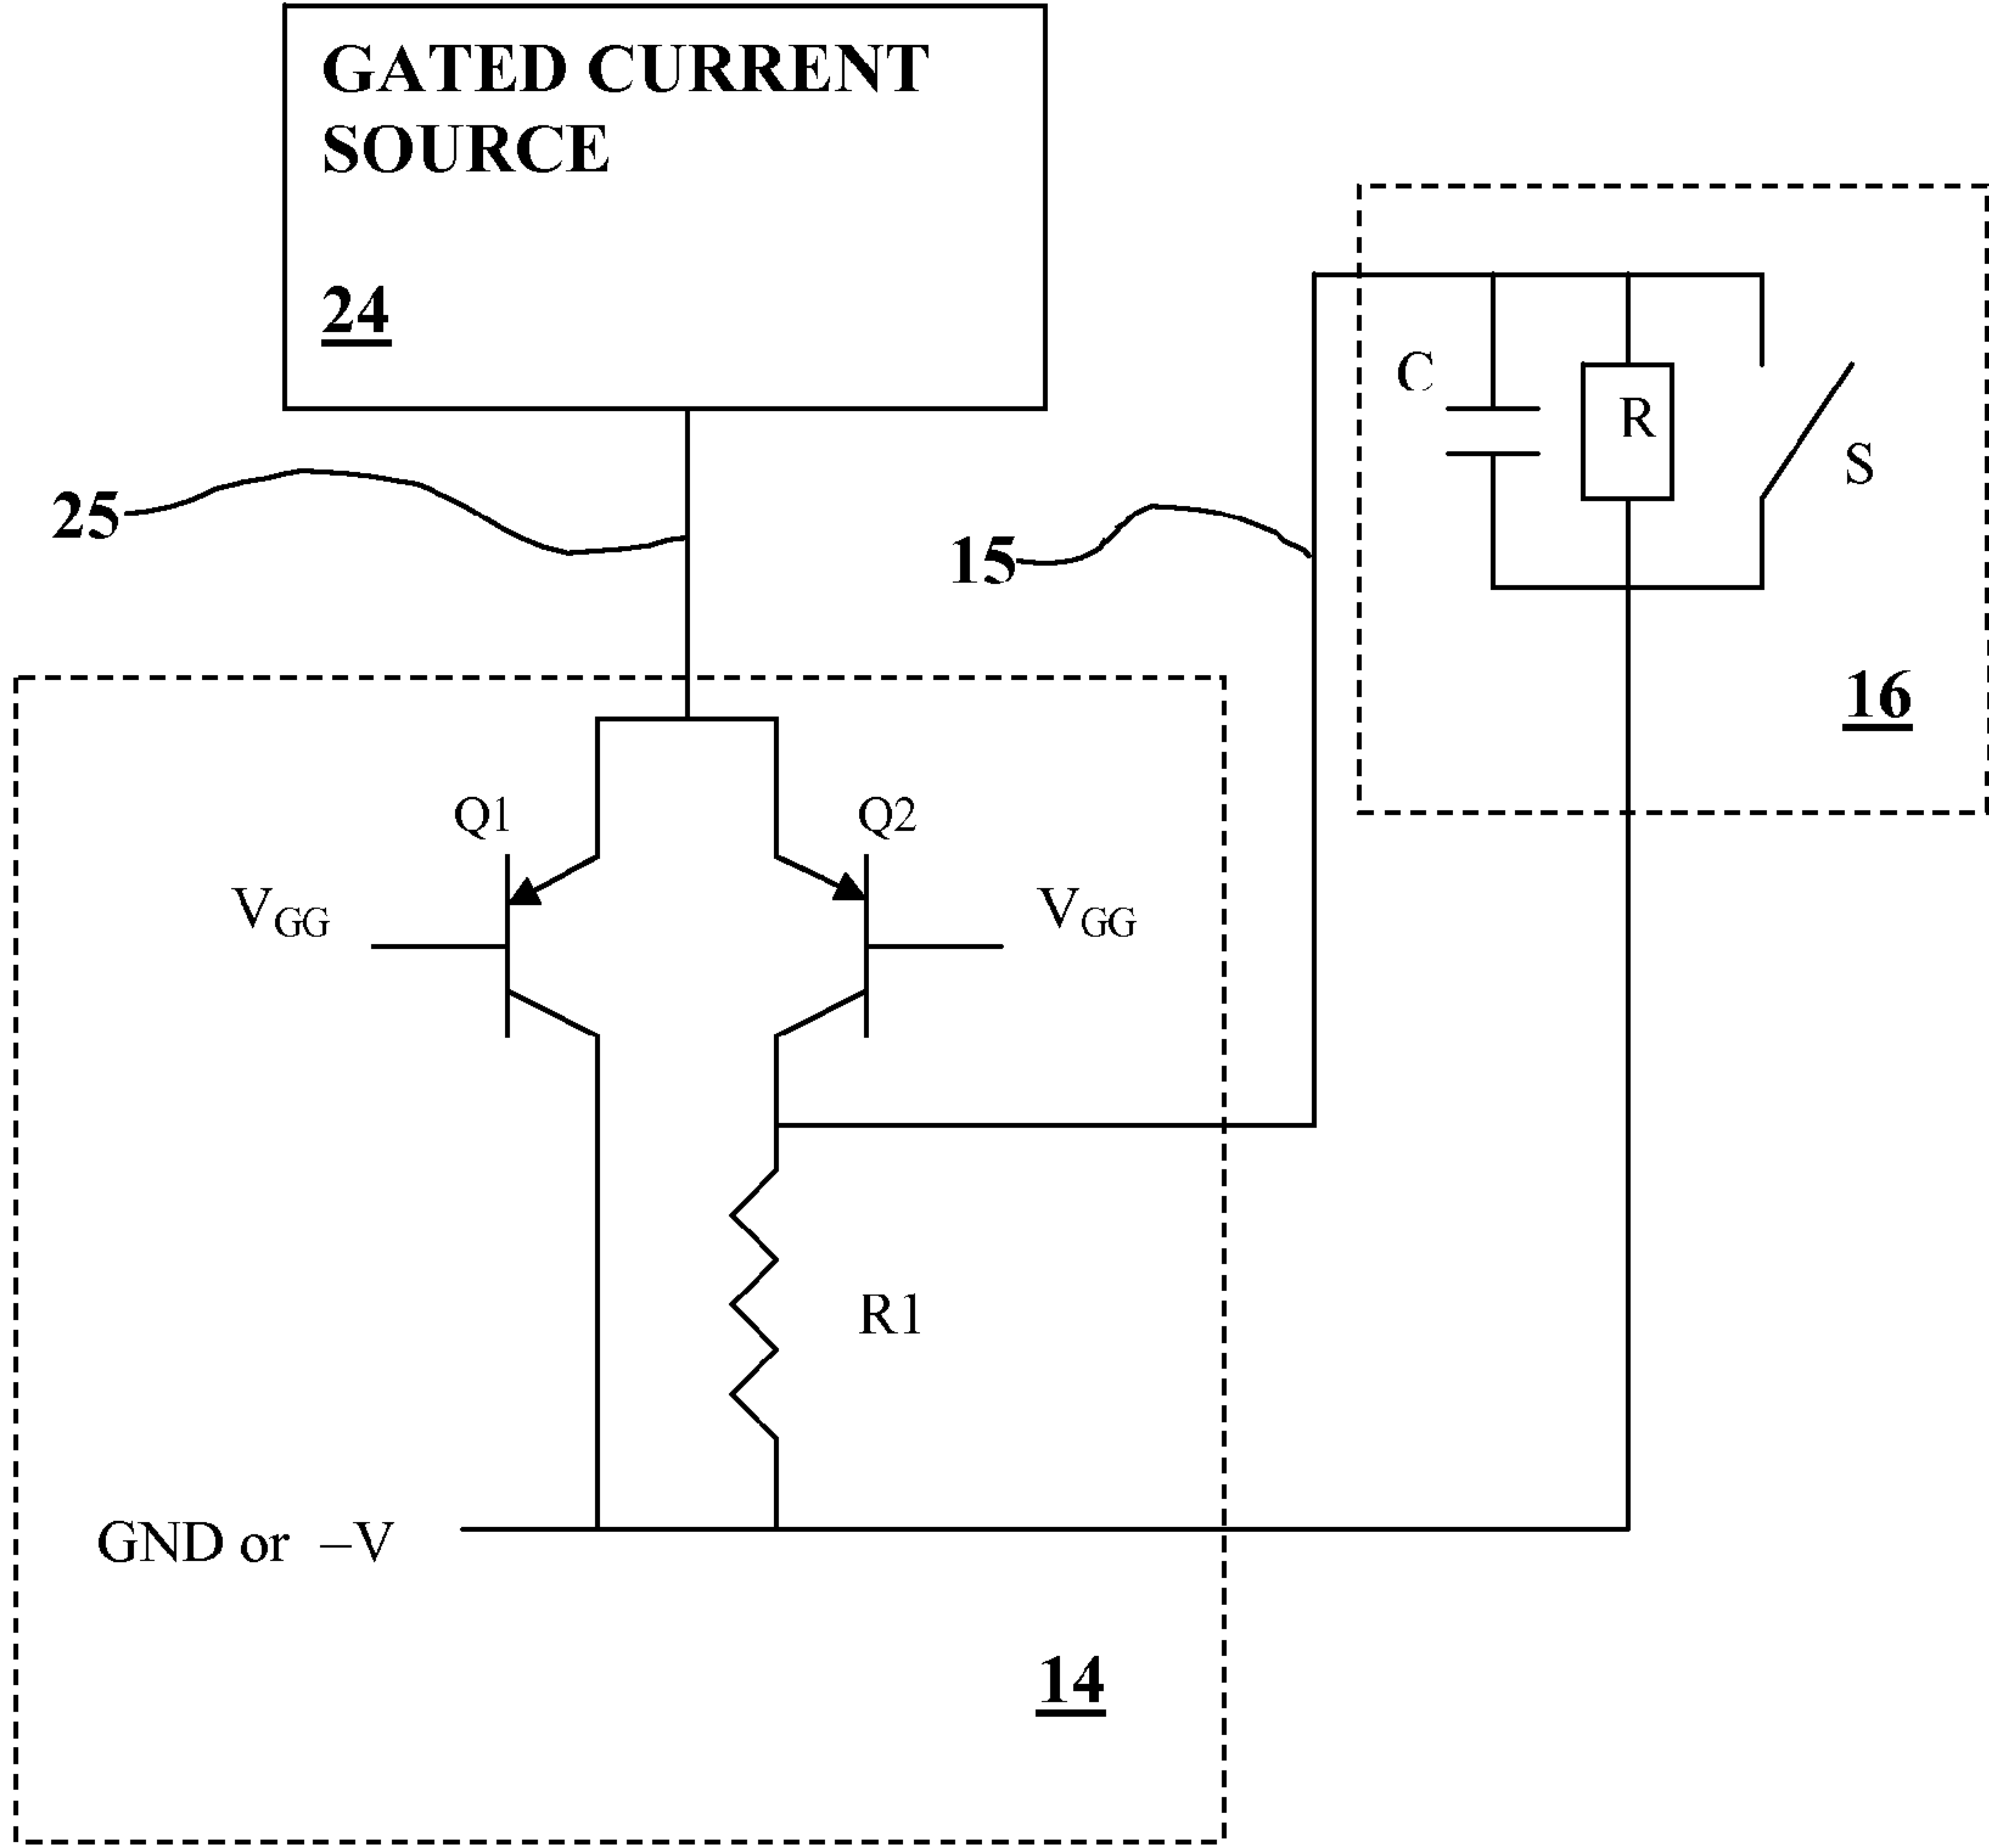 GATED CURRENT
SOURCE
24
C
R
S
25
15
16
Q1
Q2
VGG
VGG
R1
GND or –V
14